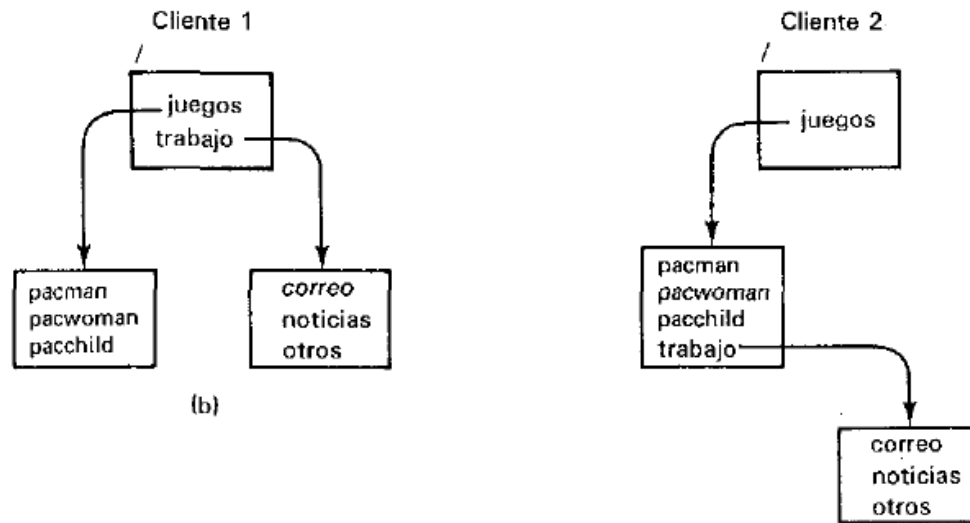 Cliente 1
/
juegos
trabajo
pacman
pacwoman
pacchild
correo
noticias
otros
(b)
Cliente 2
/
juegos
pacman
pacwoman
pacchild
trabajo
correo
noticias
otros